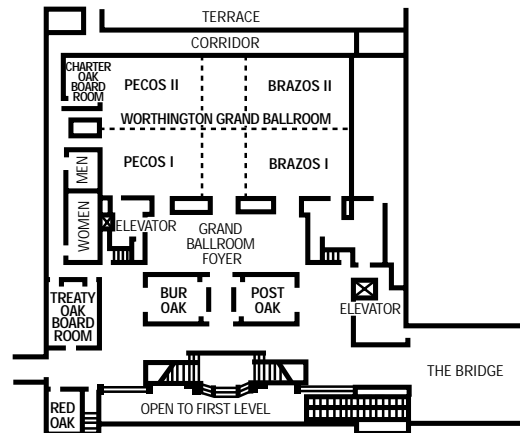 TERRACE
CORRIDOR
CHARTER
OAK
BOARD
ROOM
PECOS II
BRAZOS II
WORTHINGTON GRAND BALLROOM
MEN
PECOS I
BRAZOS I
WOMEN
ELEVATOR
GRAND
BALLROOM
FOYER
TREATY
OAK
BOARD
ROOM
BUR
OAK
POST
OAK
ELEVATOR
THE BRIDGE
RED
OAK
OPEN TO FIRST LEVEL